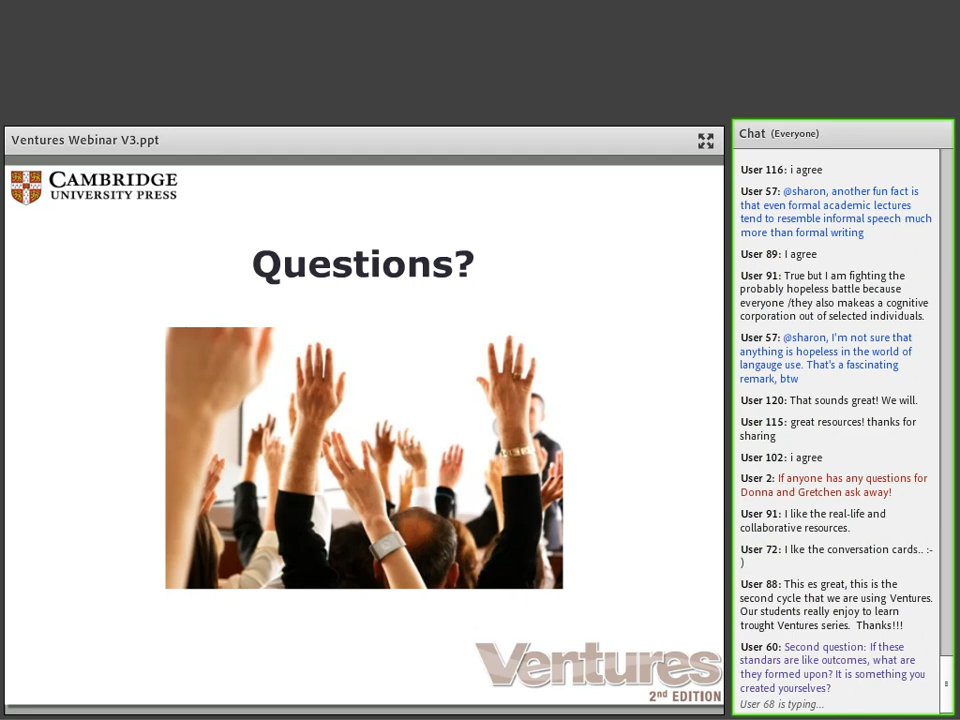 Ventures Webinar V3.ppt
CAMBRIDGE
UNIVERSITY PRESS
Questions?
Ventures
2nd EDITION
Chat (Everyone)
User 116: i agree
User 57: @sharon, another fun fact is
that even formal academic lectures
tend to resemble informal speech much
more than formal writing
User 89: I agree
User 91: True but I am fighting the
probably hopeless battle because
everyone /they also makeas a cognitive
corporation out of selected individuals.
User 57: @sharon, I'm not sure that
anything is hopeless in the world of
langauge use. That's a fascinating
remark, btw
User 120: That sounds great! We will.
User 115: great resources! thanks for
sharing
User 102: i agree
User 2: If anyone has any questions for
Donna and Gretchen ask away!
User 91: I like the real-life and
collaborative resources.
User 72: I lke the conversation cards.. :-
)
User 88: This es great, this is the
second cycle that we are using Ventures.
Our students really enjoy to learn
trought Ventures series.  Thanks!!!
User 60: Second question: If these
standars are like outcomes, what are
they formed upon? It is something you
created yourselves?
User 68 is typing...